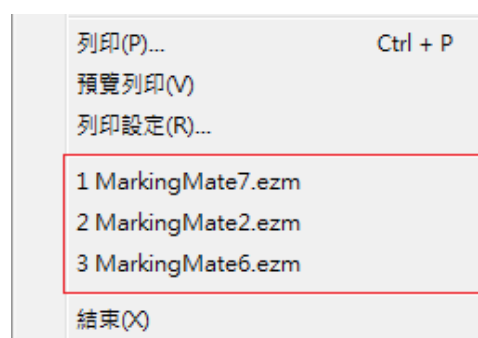 列印(P)... Ctrl + P
預覽列印(V)
列印設定(R)...
1 MarkingMate7.ezm
2 MarkingMate2.ezm
3 MarkingMate6.ezm
結束(X)